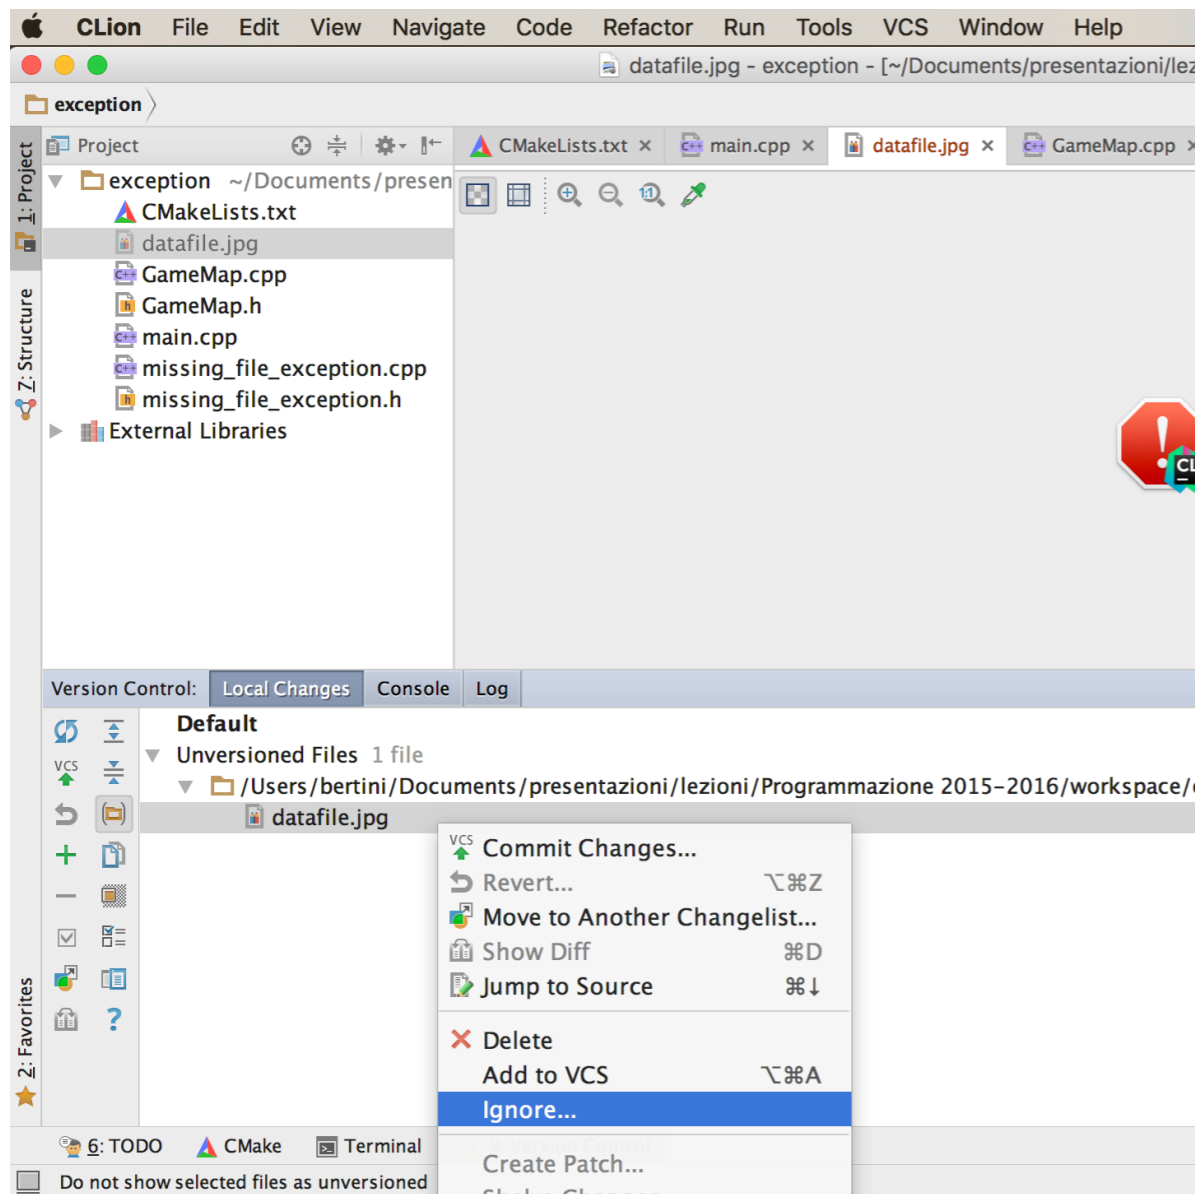 CLion File Edit View Navigate Code Refactor Run Tools VCS Window Help
datafile.jpg - exception - [~/Documents/presentazioni/lez
exception
1: Project
Project
CMakeLists.txt
main.cpp
datafile.jpg
GameMap.cpp
exception ~/Documents/presen
CMakeLists.txt
datafile.jpg
GameMap.cpp
GameMap.h
main.cpp
missing_file_exception.cpp
missing_file_exception.h
External Libraries
Z: Structure
CL
Version Control: Local Changes Console Log
Default
Unversioned Files 1 file
/Users/bertini/Documents/presentazioni/lezioni/Programmazione 2015-2016/workspace/
datafile.jpg
VCS
VCS Commit Changes...
Revert... ⌥⌘Z
Move to Another Changelist...
Show Diff ⌘D
Jump to Source ⌘↓
Delete
Add to VCS ⌥⌘A
Ignore...
Create Patch...
2: Favorites
6: TODO CMake Terminal 9: Version Control
Do not show selected files as unversioned